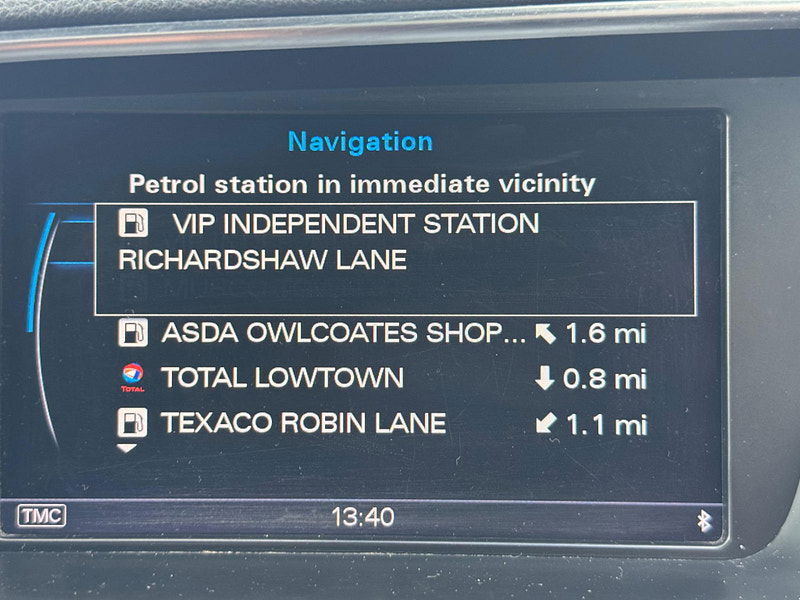 Navigation
Petrol station in immediate vicinity
VIP INDEPENDENT STATION
RICHARDSHAW LANE
ASDA OWLCOATES SHOP... 1.6 mi
TOTAL TOTAL LOWTOWN 0.8 mi
TEXACO ROBIN LANE 1.1 mi
TMC 13:40